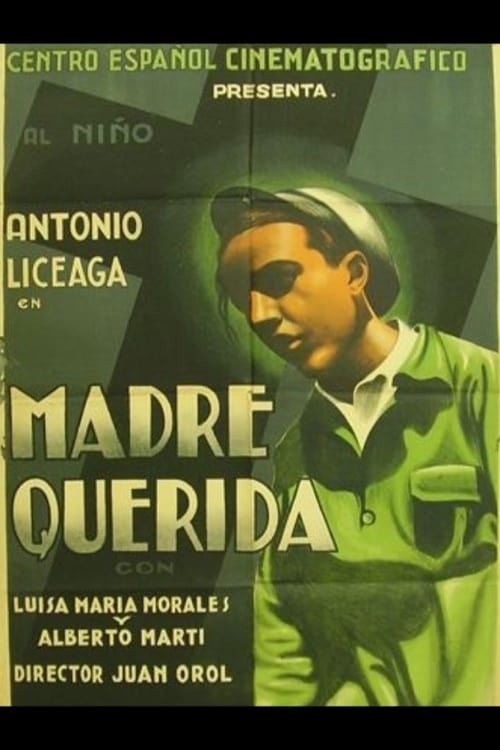 CENTRO ESPAÑOL CINEMATOGRAFICO
PRESENTA.
AL NIÑO
ANTONIO
LICEAGA
EN
MADRE
QUERIDA
CON
LUISA MARIA MORALES
Y
ALBERTO MARTI
DIRECTOR JUAN OROL